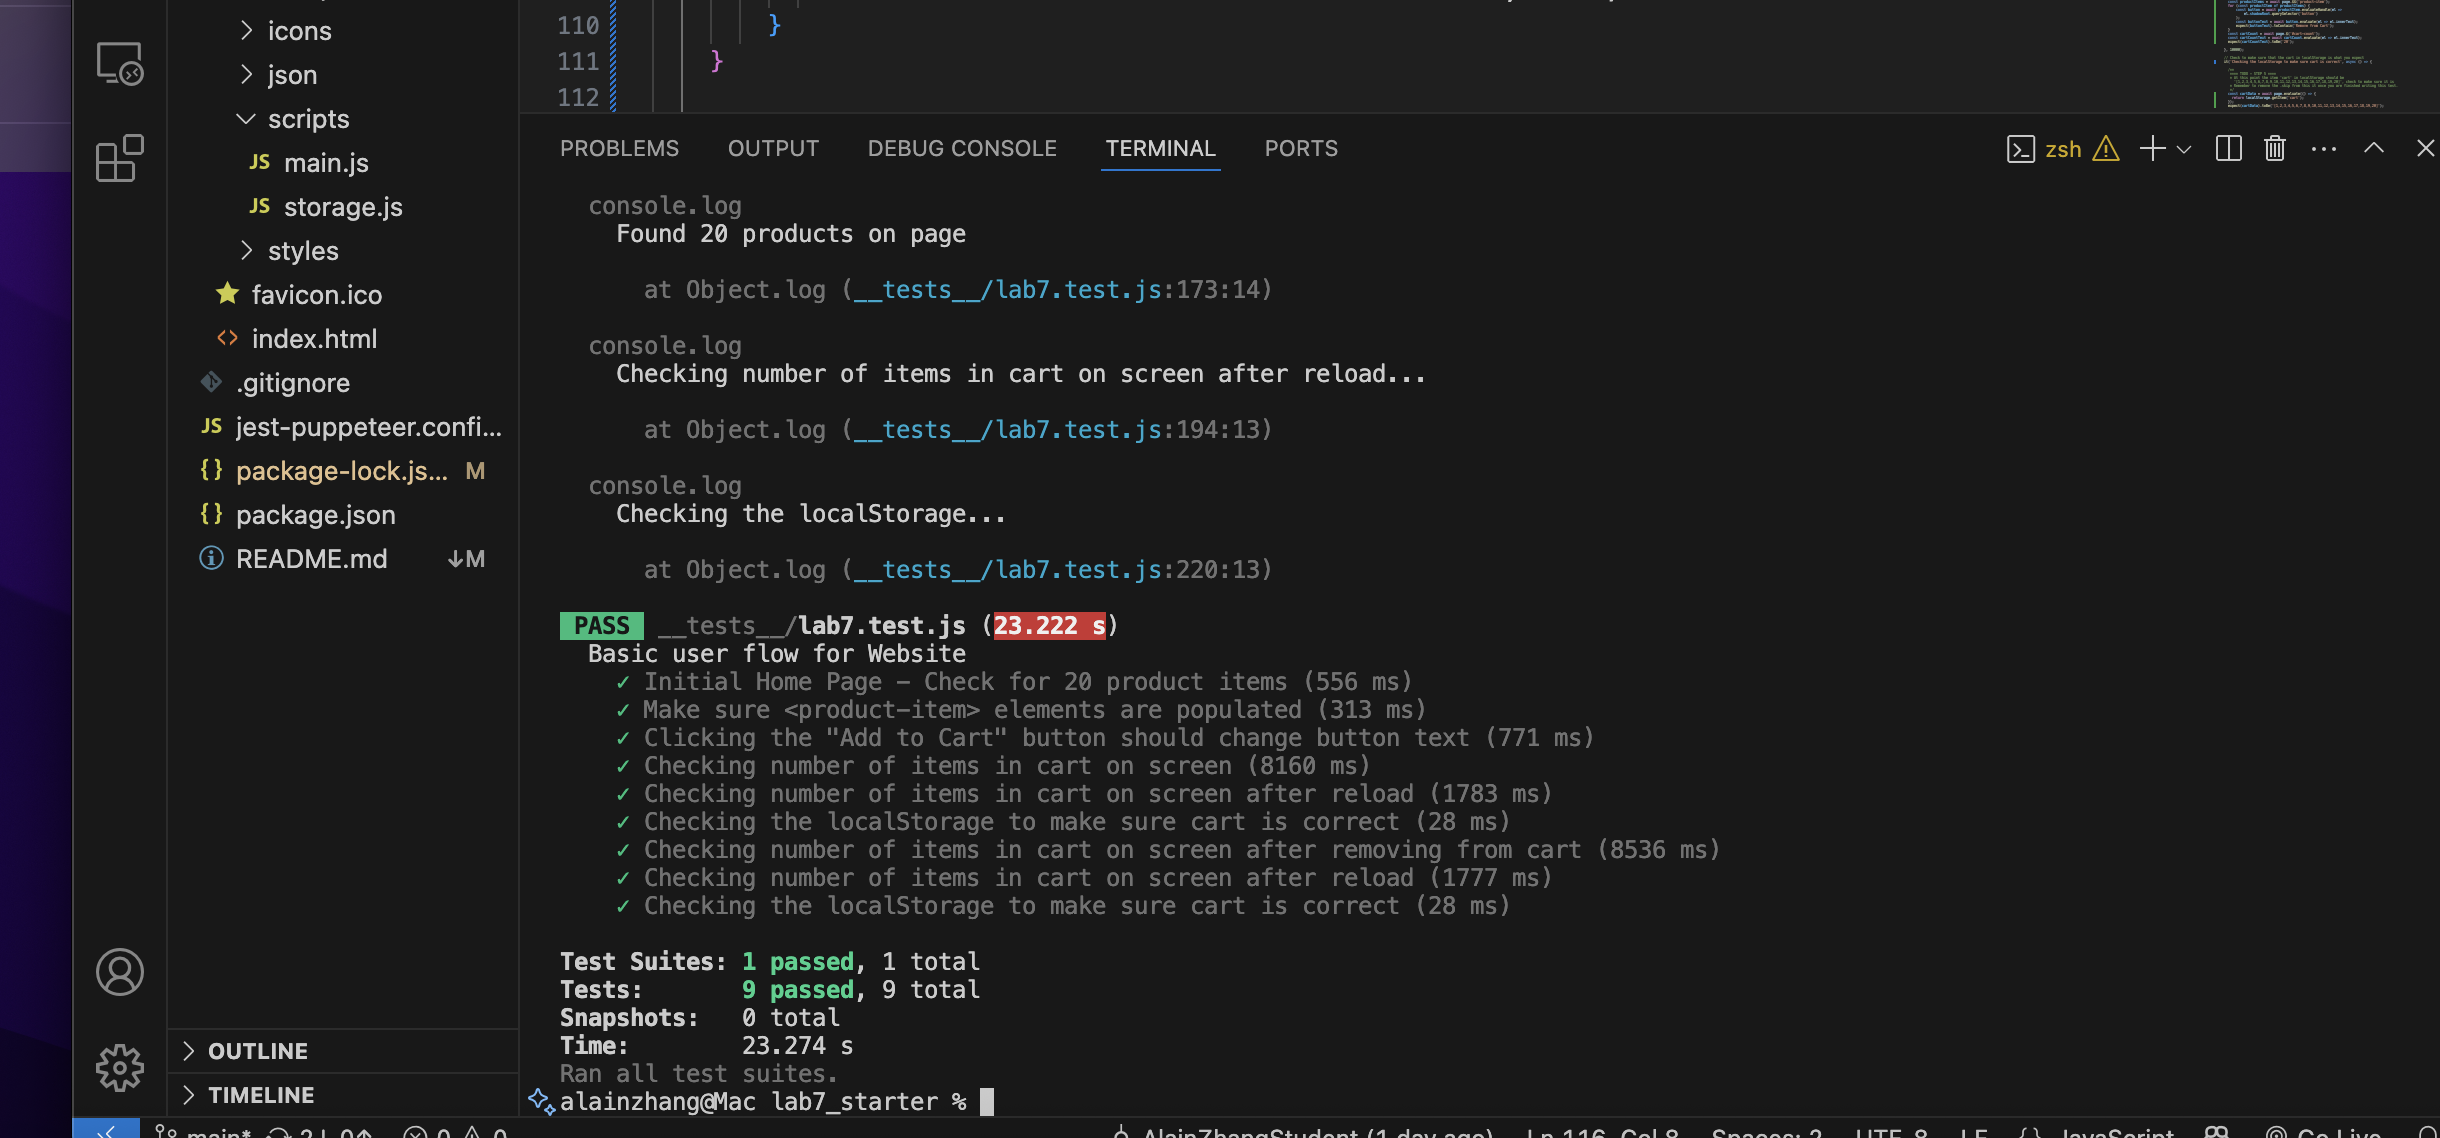 icons
json
scripts
JS main.js
JS storage.js
styles
favicon.ico
<> index.html
.gitignore
JS jest-puppeteer.confi...
{} package-lock.js... M
{} package.json
README.md ↓M
OUTLINE
TIMELINE
110 }
111 }
112
PROBLEMS OUTPUT DEBUG CONSOLE TERMINAL PORTS zsh
console.log
Found 20 products on page
at Object.log (__tests__/lab7.test.js:173:14)
console.log
Checking number of items in cart on screen after reload...
at Object.log (__tests__/lab7.test.js:194:13)
console.log
Checking the localStorage...
at Object.log (__tests__/lab7.test.js:220:13)
PASS __tests__/lab7.test.js (23.222 s)
Basic user flow for Website
✓ Initial Home Page – Check for 20 product items (556 ms)
✓ Make sure <product-item> elements are populated (313 ms)
✓ Clicking the "Add to Cart" button should change button text (771 ms)
✓ Checking number of items in cart on screen (8160 ms)
✓ Checking number of items in cart on screen after reload (1783 ms)
✓ Checking the localStorage to make sure cart is correct (28 ms)
✓ Checking number of items in cart on screen after removing from cart (8536 ms)
✓ Checking number of items in cart on screen after reload (1777 ms)
✓ Checking the localStorage to make sure cart is correct (28 ms)
Test Suites: 1 passed, 1 total
Tests: 9 passed, 9 total
Snapshots: 0 total
Time: 23.274 s
Ran all test suites.
alainzhang@Mac lab7_starter %
main* 2↓ 0↑ 0 0 AlainZhangStudent (1 day ago) Ln 116, Col 8 Spaces: 2 UTF-8 LF {} JavaScript Go Live